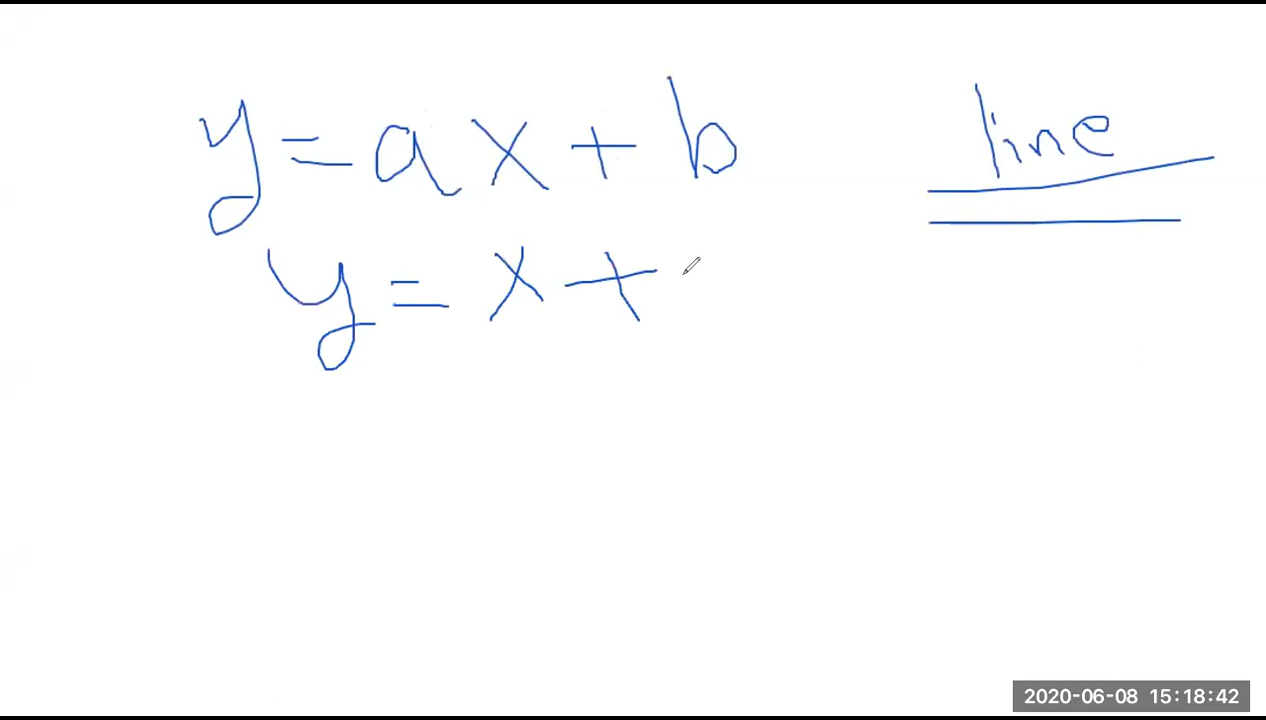 y = ax + b
line
y = x +
2020-06-08 15:18:42